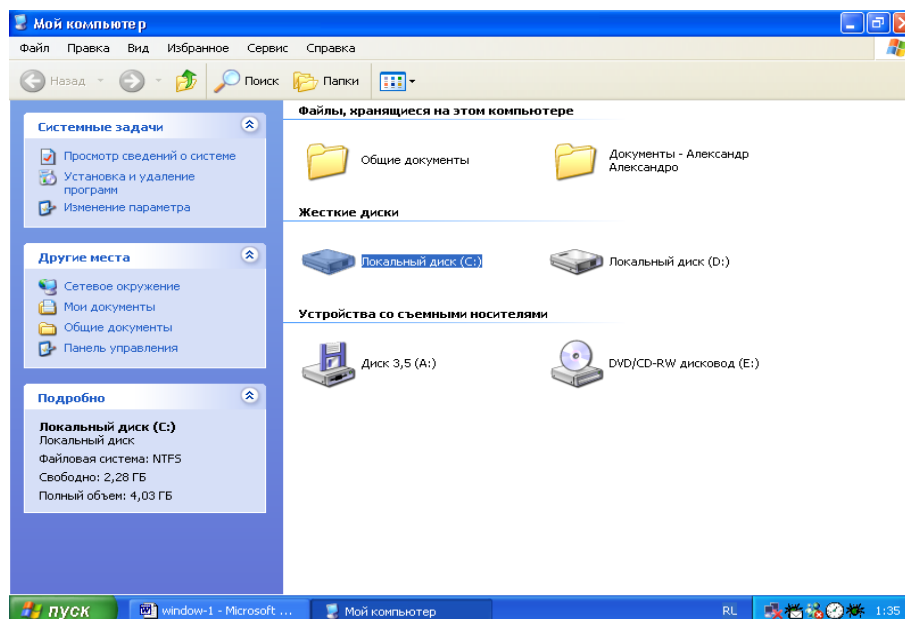 Мой компьютер
Файл Правка Вид Избранное Сервис Справка
Назад Поиск Папки
Системные задачи
Просмотр сведений о системе
Установка и удаление
программ
Изменение параметра
Другие места
Сетевое окружение
Мои документы
Общие документы
Панель управления
Подробно
Локальный диск (C:)
Локальный диск
Файловая система: NTFS
Свободно: 2,28 ГБ
Полный объем: 4,03 ГБ
Файлы, хранящиеся на этом компьютере
Общие документы
Документы - Александр
Александро
Жесткие диски
Локальный диск (C:)
Локальный диск (D:)
Устройства со съемными носителями
Диск 3,5 (A:)
DVD/CD-RW дисковод (E:)
пуск
window-1 - Microsoft ...
Мой компьютер
RL
1:35